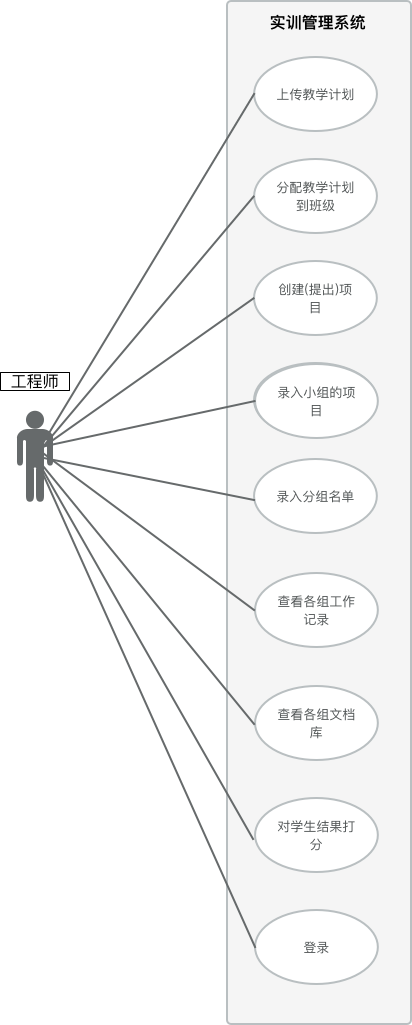 实训管理系统
上传教学计划
分配教学计划
到班级
创建(提出)项
目
工程师
录入小组的项
目
录入分组名单
查看各组工作
记录
查看各组文档
库
对学生结果打
分
登录